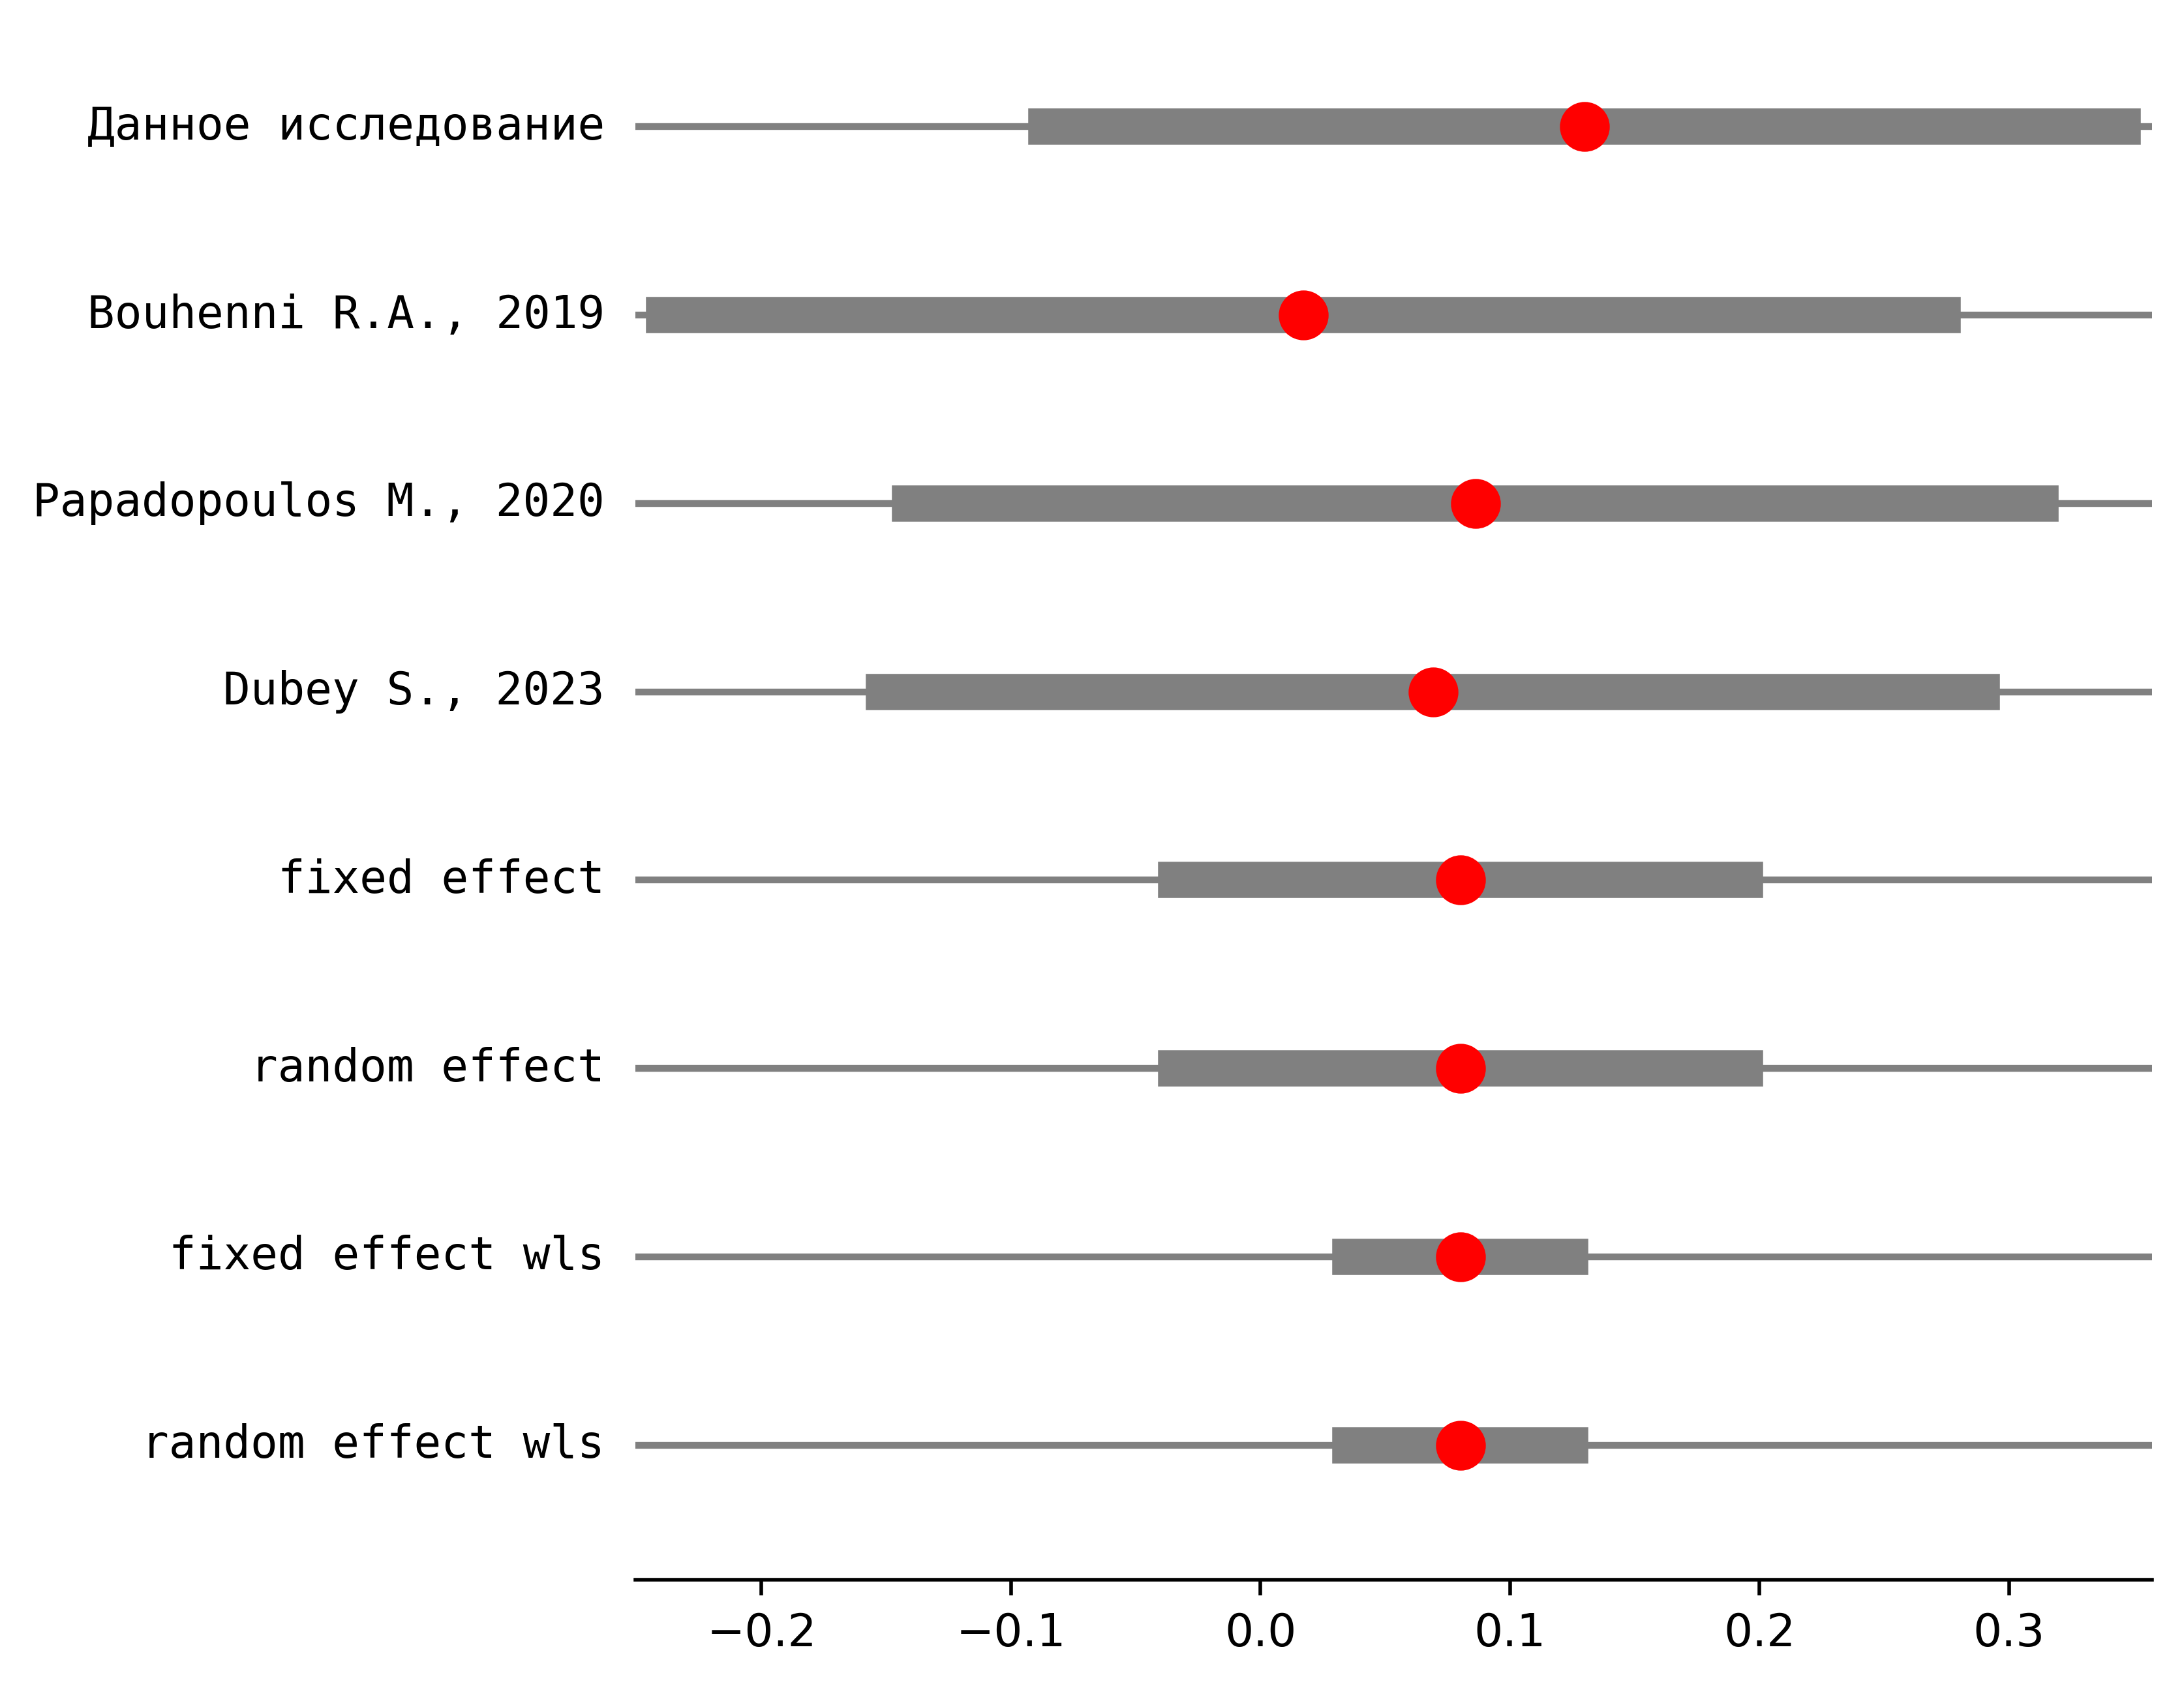 Данное исследование
Bouhenni R.A., 2019
Papadopoulos M., 2020
Dubey S., 2023
fixed effect
random effect
fixed effect wls
random effect wls
−0.2 −0.1 0.0 0.1 0.2 0.3